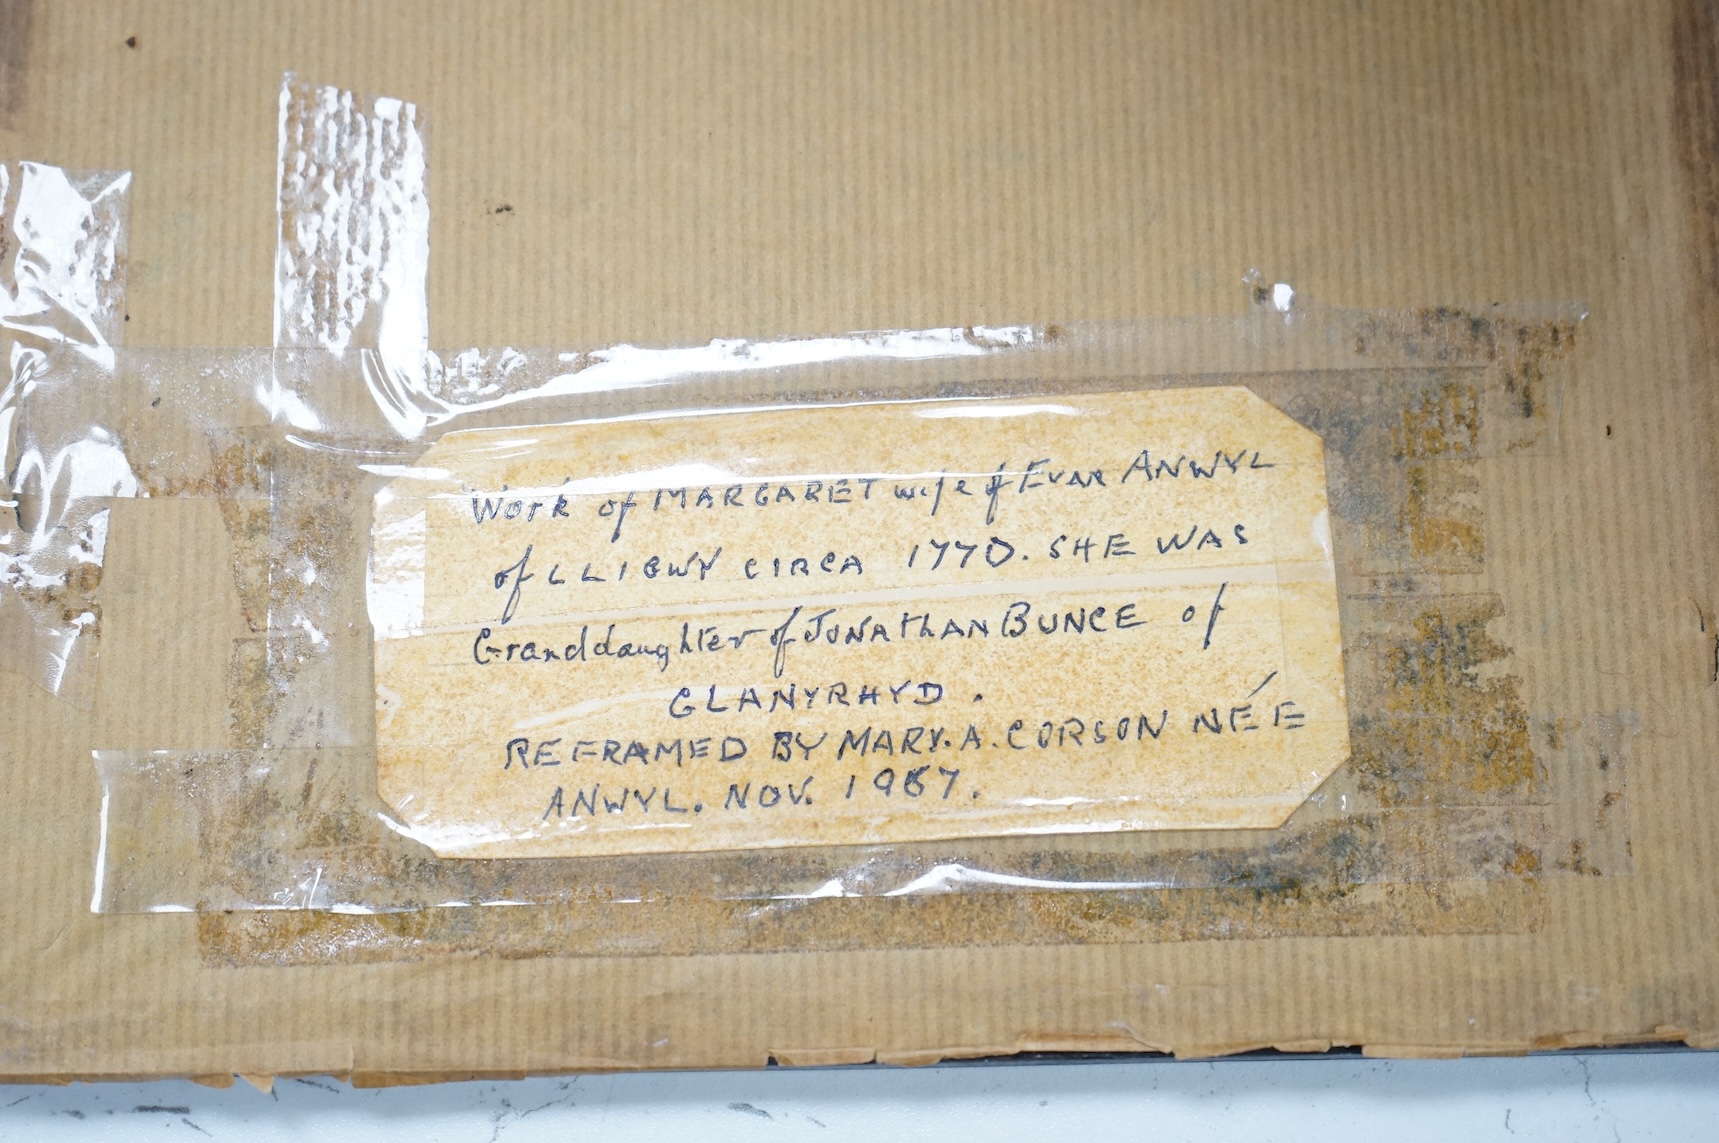 Work of MARGARET wife of EVAN ANWYL
of LLIGWY CIRCA 1770. SHE WAS
Granddaughter of JONAthAN BUNCE of
GLANYRHYD.
REFRAMED BY MARY. A. CORSON NÉE
ANWYL. NOV. 1967.